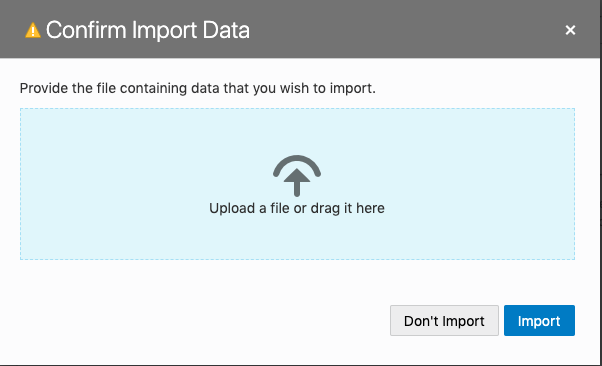 Confirm Import Data
Provide the file containing data that you wish to import.
Upload a file or drag it here
Don't Import
Import